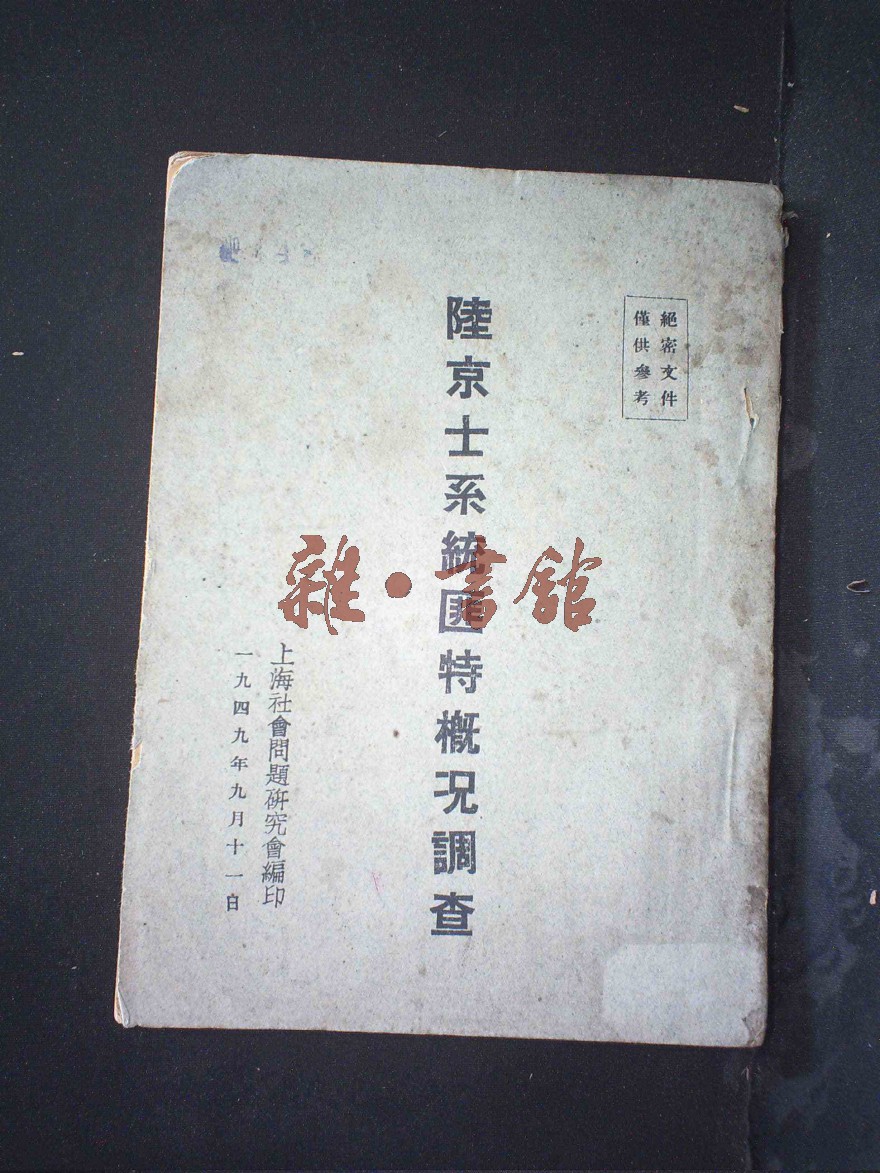 絕密文件
僅供參考
陸京士系統匪特概况調查
上海社會問題研究會編印
一九四九年九月十一日
雜·書館